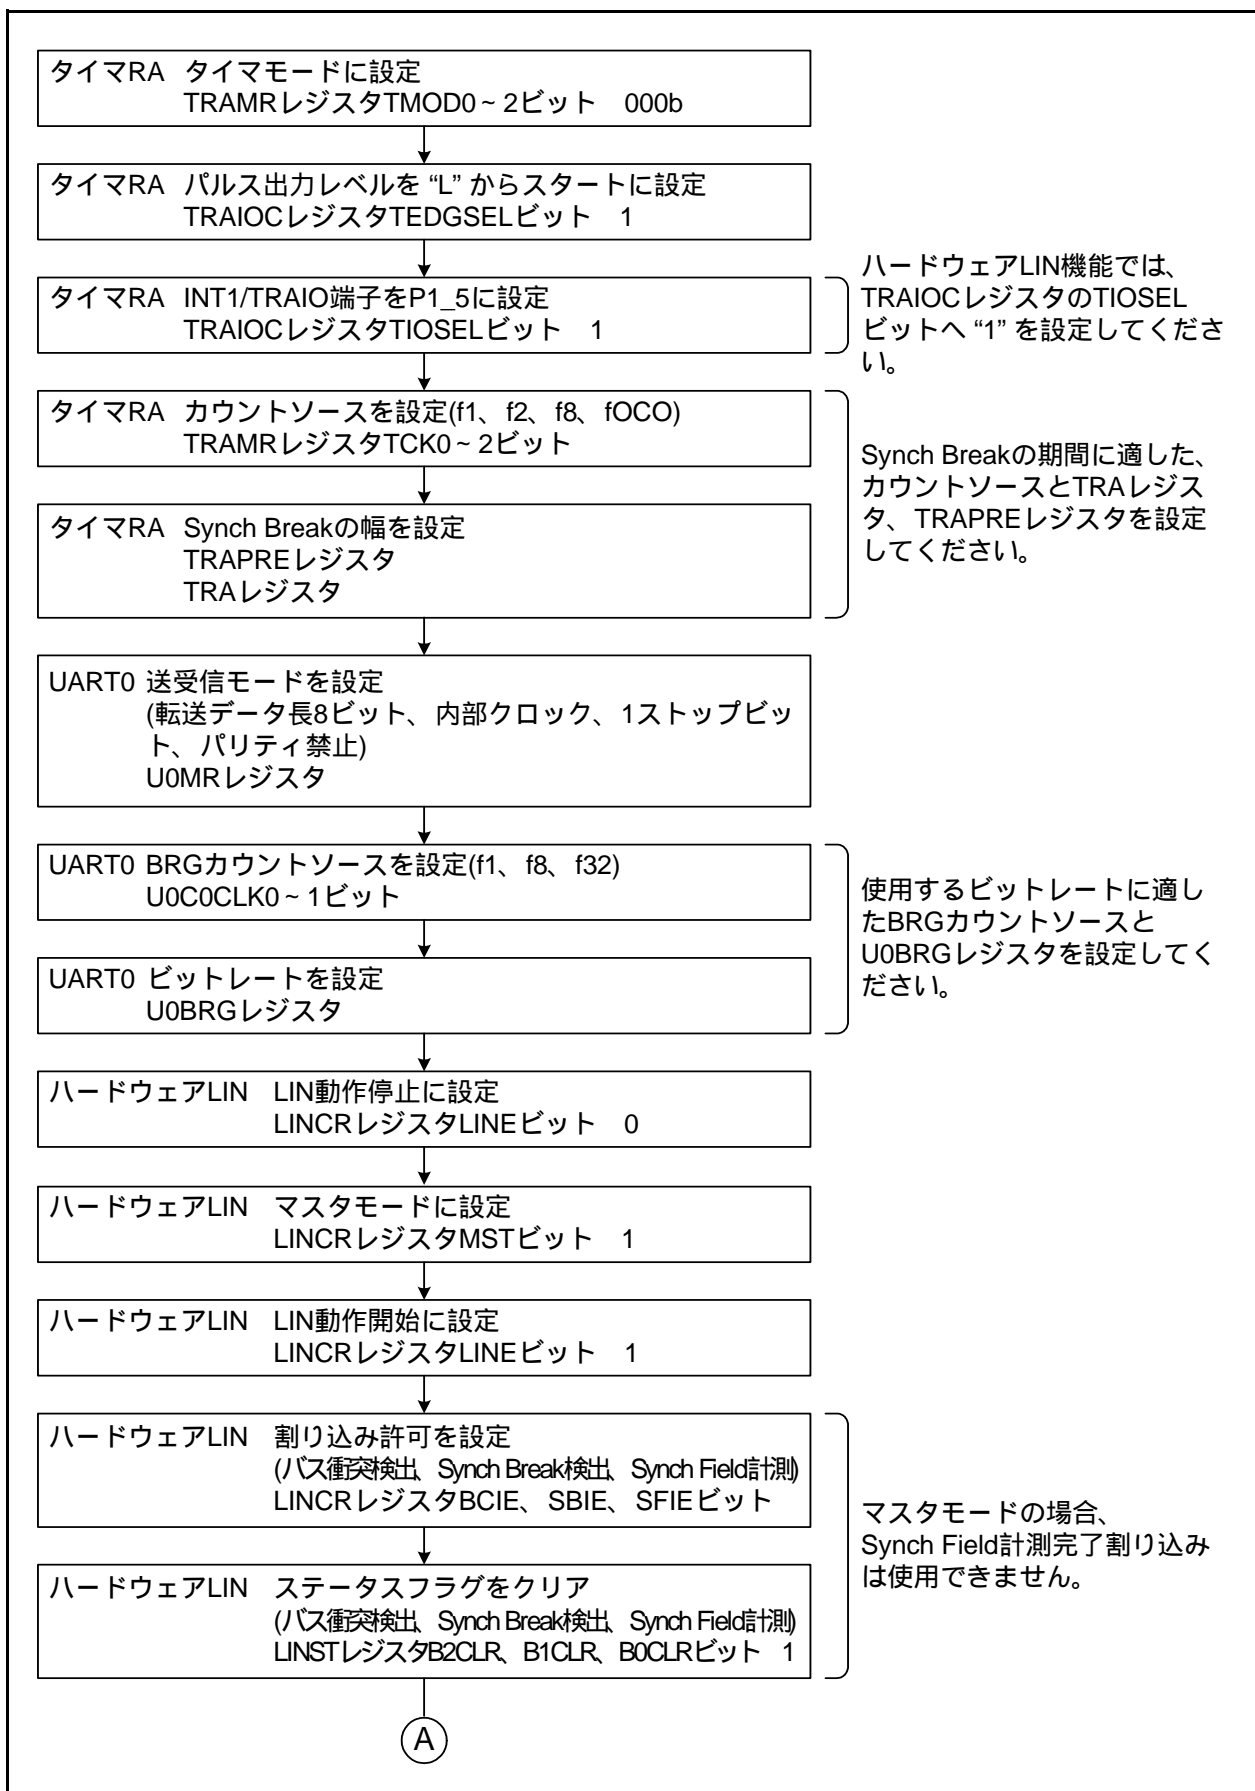 タイマRA タイマモードに設定
TRAMRレジスタTMOD0~2ビット 000b
タイマRA パルス出力レベルを “L” からスタートに設定
TRAIOCレジスタTEDGSELビット 1
タイマRA INT1/TRAIO端子をP1_5に設定
TRAIOCレジスタTIOSELビット 1
ハードウェアLIN機能では、
TRAIOCレジスタのTIOSEL
ビットへ “1” を設定してくださ
い。
タイマRA カウントソースを設定(f1、f2、f8、fOCO)
TRAMRレジスタTCK0~2ビット
タイマRA Synch Breakの幅を設定
TRAPREレジスタ
TRAレジスタ
Synch Breakの期間に適した、
カウントソースとTRAレジス
タ、TRAPREレジスタを設定
してください。
UART0 送受信モードを設定
(転送データ長8ビット、内部クロック、1ストップビッ
ト、パリティ禁止)
U0MRレジスタ
UART0 BRGカウントソースを設定(f1、f8、f32)
U0C0CLK0~1ビット
UART0 ビットレートを設定
U0BRGレジスタ
使用するビットレートに適し
たBRGカウントソースと
U0BRGレジスタを設定してく
ださい。
ハードウェアLIN LIN動作停止に設定
LINCRレジスタLINEビット 0
ハードウェアLIN マスタモードに設定
LINCRレジスタMSTビット 1
ハードウェアLIN LIN動作開始に設定
LINCRレジスタLINEビット 1
ハードウェアLIN 割り込み許可を設定
(バス衝突検出、Synch Break検出、Synch Field計測)
LINCRレジスタBCIE、SBIE、SFIEビット
ハードウェアLIN ステータスフラグをクリア
(バス衝突検出、Synch Break検出、Synch Field計測)
LINSTレジスタB2CLR、B1CLR、B0CLRビット 1
マスタモードの場合、
Synch Field計測完了割り込み
は使用できません。
A